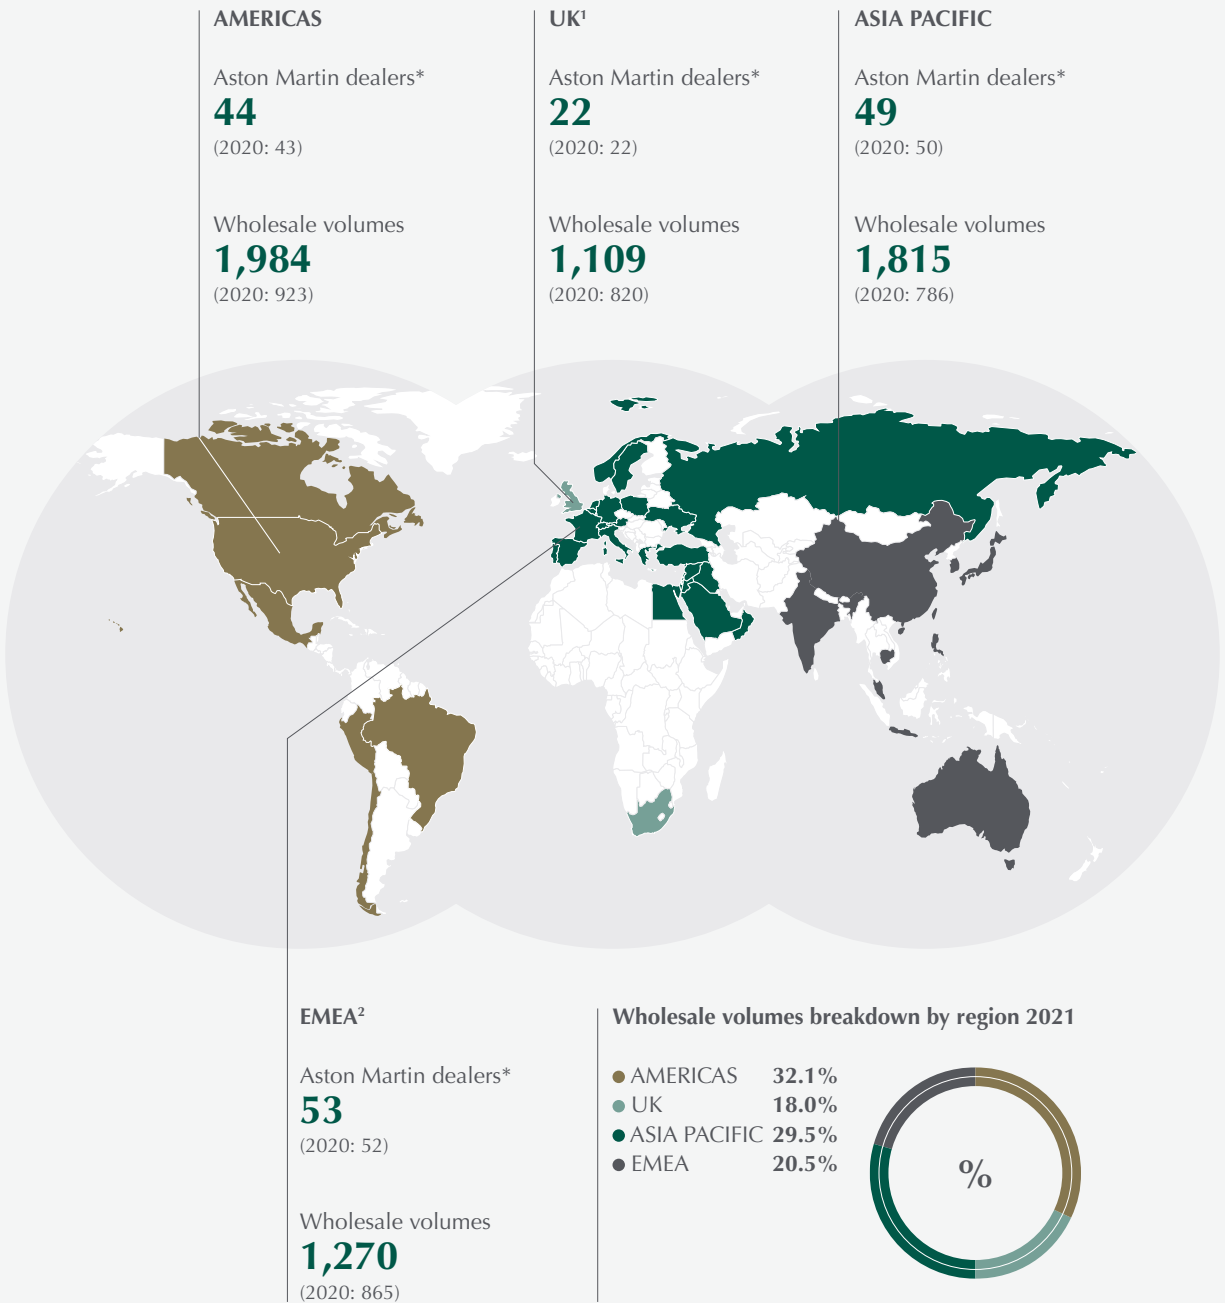 AMERICAS
Aston Martin dealers*
44
(2020: 43)
Wholesale volumes
1,984
(2020: 923)
UK¹
Aston Martin dealers*
22
(2020: 22)
Wholesale volumes
1,109
(2020: 820)
ASIA PACIFIC
Aston Martin dealers*
49
(2020: 50)
Wholesale volumes
1,815
(2020: 786)
EMEA²
Aston Martin dealers*
53
(2020: 52)
Wholesale volumes
1,270
(2020: 865)
Wholesale volumes breakdown by region 2021
AMERICAS 32.1%
UK 18.0%
ASIA PACIFIC 29.5%
EMEA 20.5%
%